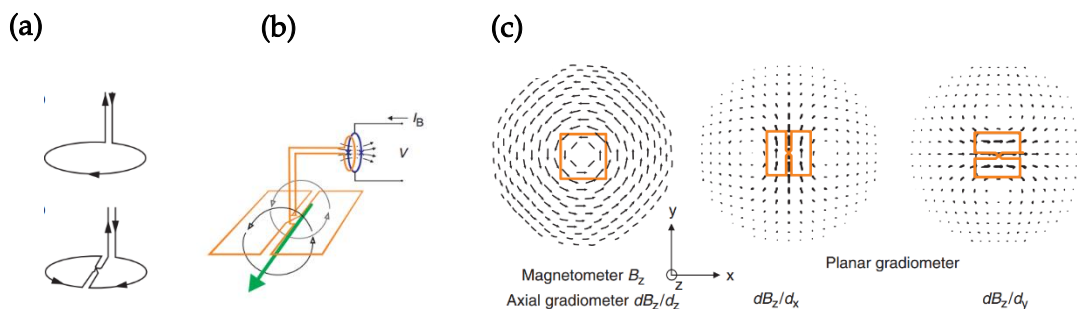 (a)
(b)
(c)
I_B
V
y
z
x
Magnetometer B_z
Axial gradiometer dB_z/d_z
Planar gradiometer
dB_z/d_x
dB_z/d_y